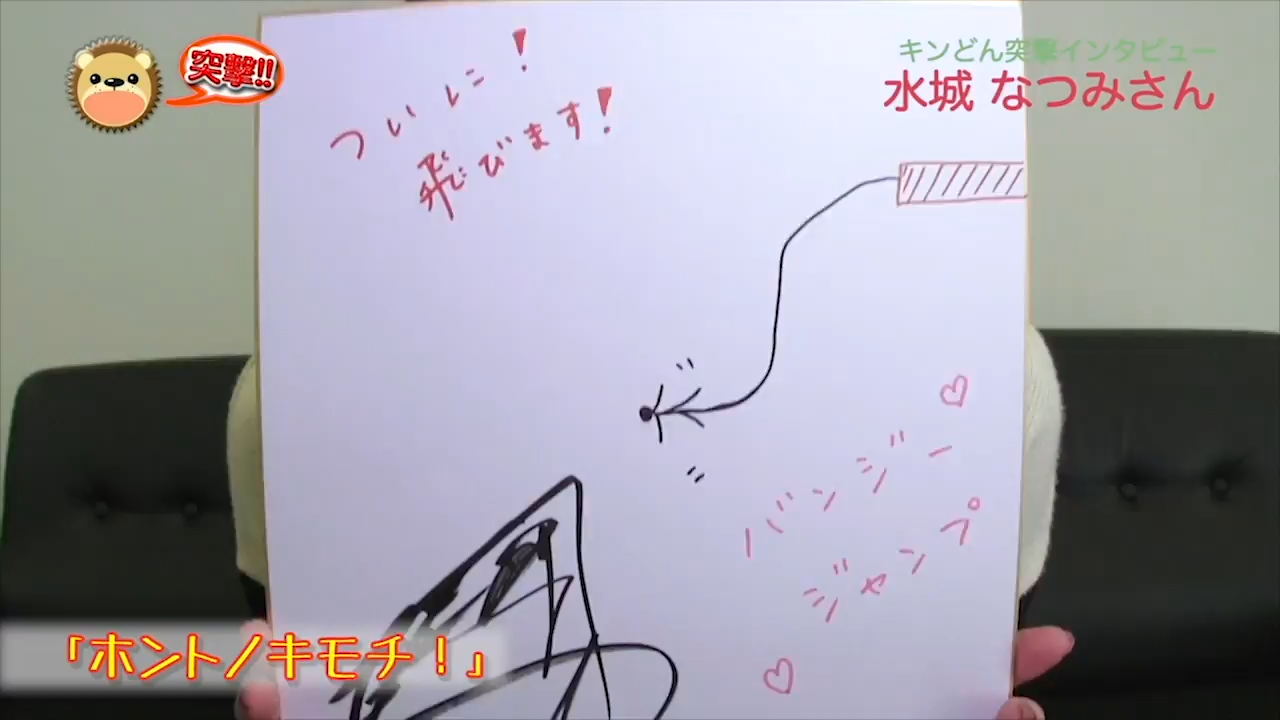 突撃!!
キンどん突撃インタビュー
水城 なつみさん
ついに!
飛びます!
バンジー
ジャンプ
「ホントノキモチ!」